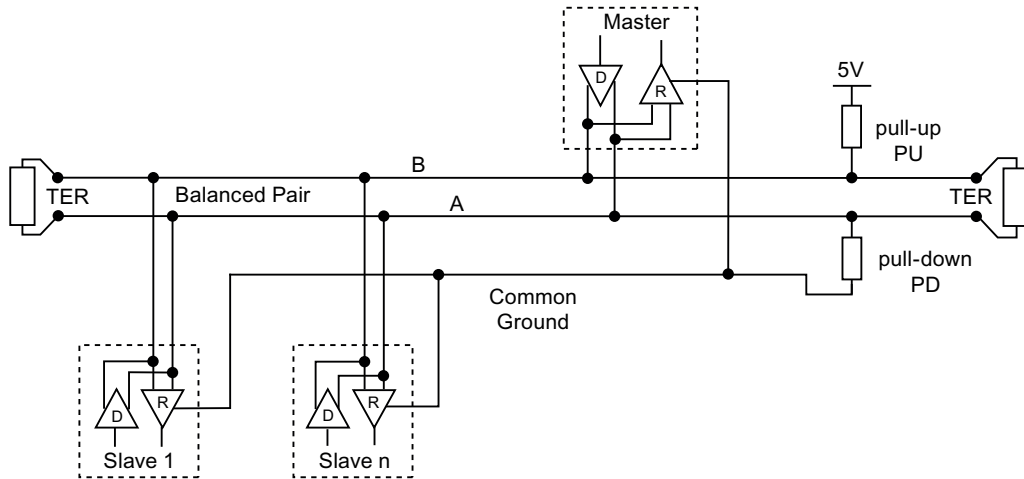 Master
D
R
5V
pull-up
PU
B
TER
Balanced Pair
A
TER
pull-down
PD
Common
Ground
D
R
Slave 1
D
R
Slave n